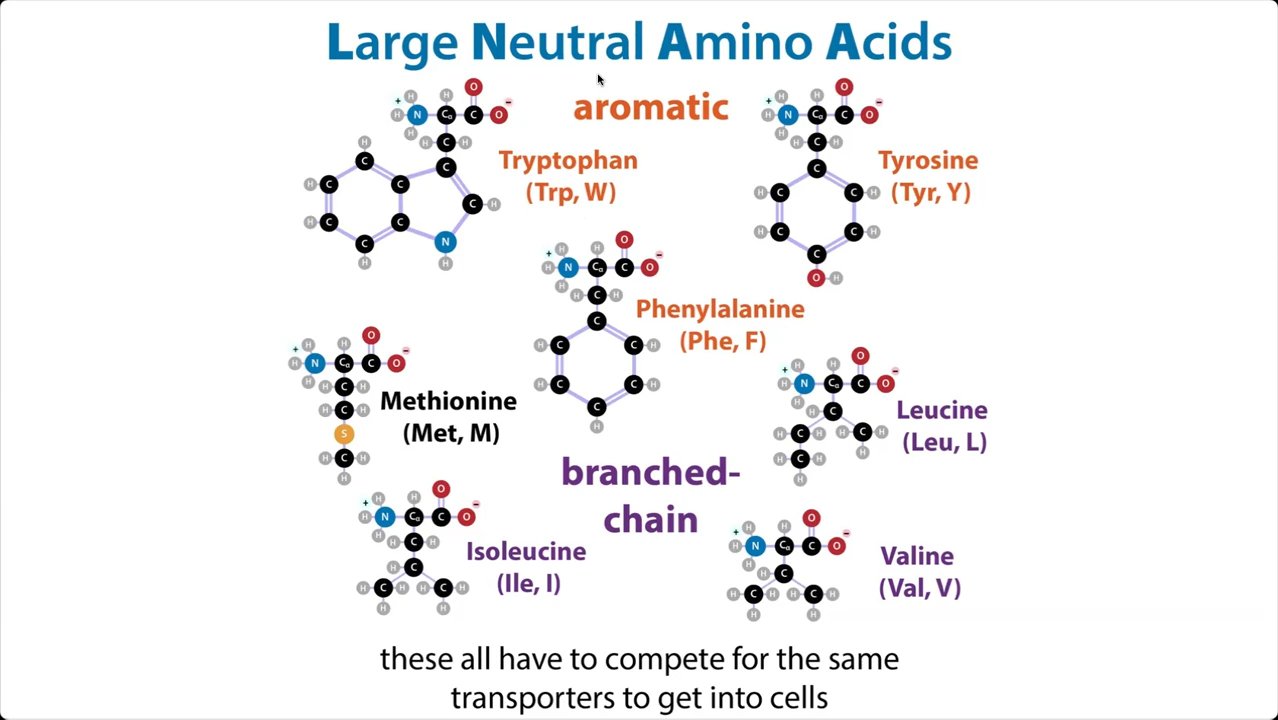 Large Neutral Amino Acids
aromatic
Tryptophan
(Trp, W)
Tyrosine
(Tyr, Y)
Phenylalanine
(Phe, F)
Methionine
(Met, M)
Leucine
(Leu, L)
branched-
chain
Isoleucine
(Ile, I)
Valine
(Val, V)
these all have to compete for the same
transporters to get into cells